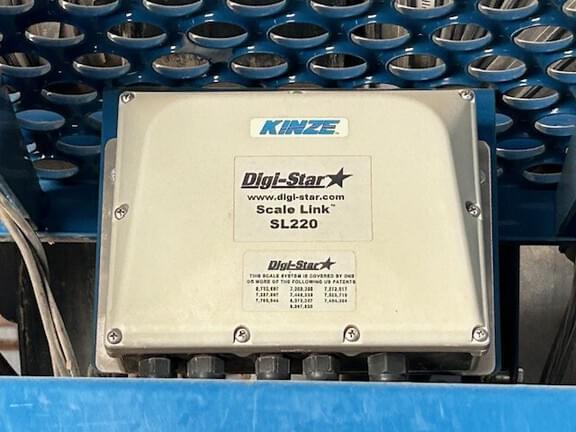 KINZE™
Digi-Star
www.digi-star.com
Scale Link™
SL220
Digi-Star
THIS SCALE SYSTEM IS COVERED BY ONE
OR MORE OF THE FOLLOWING US PATENTS